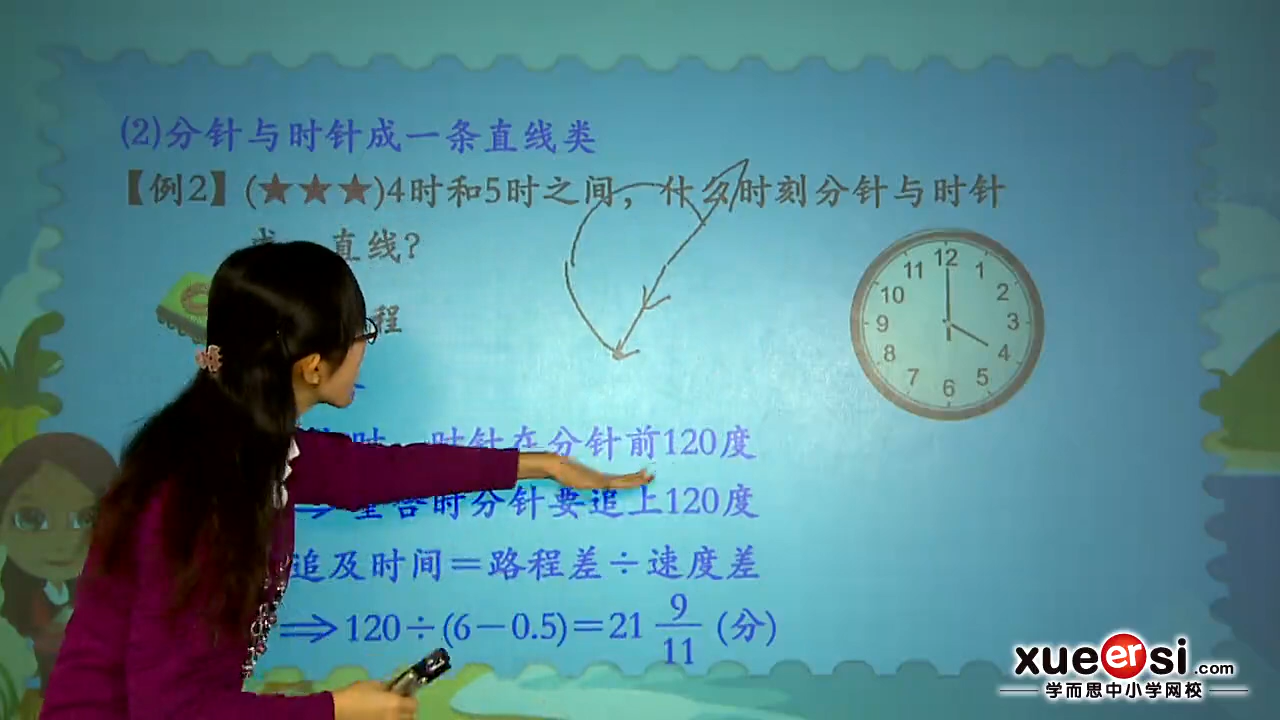 (2)分针与时针成一条直线类
【例2】(★★★)4时和5时之间,什么时刻分针与时针
直线?
程
时针在分针前120度
重合时分针要追上120度
追及时间=路程差÷速度差
⇒120÷(6-0.5)=21 9/11 (分)
12
11
1
10
2
9
3
8
4
7
5
6
xueersi.com
学而思中小学网校